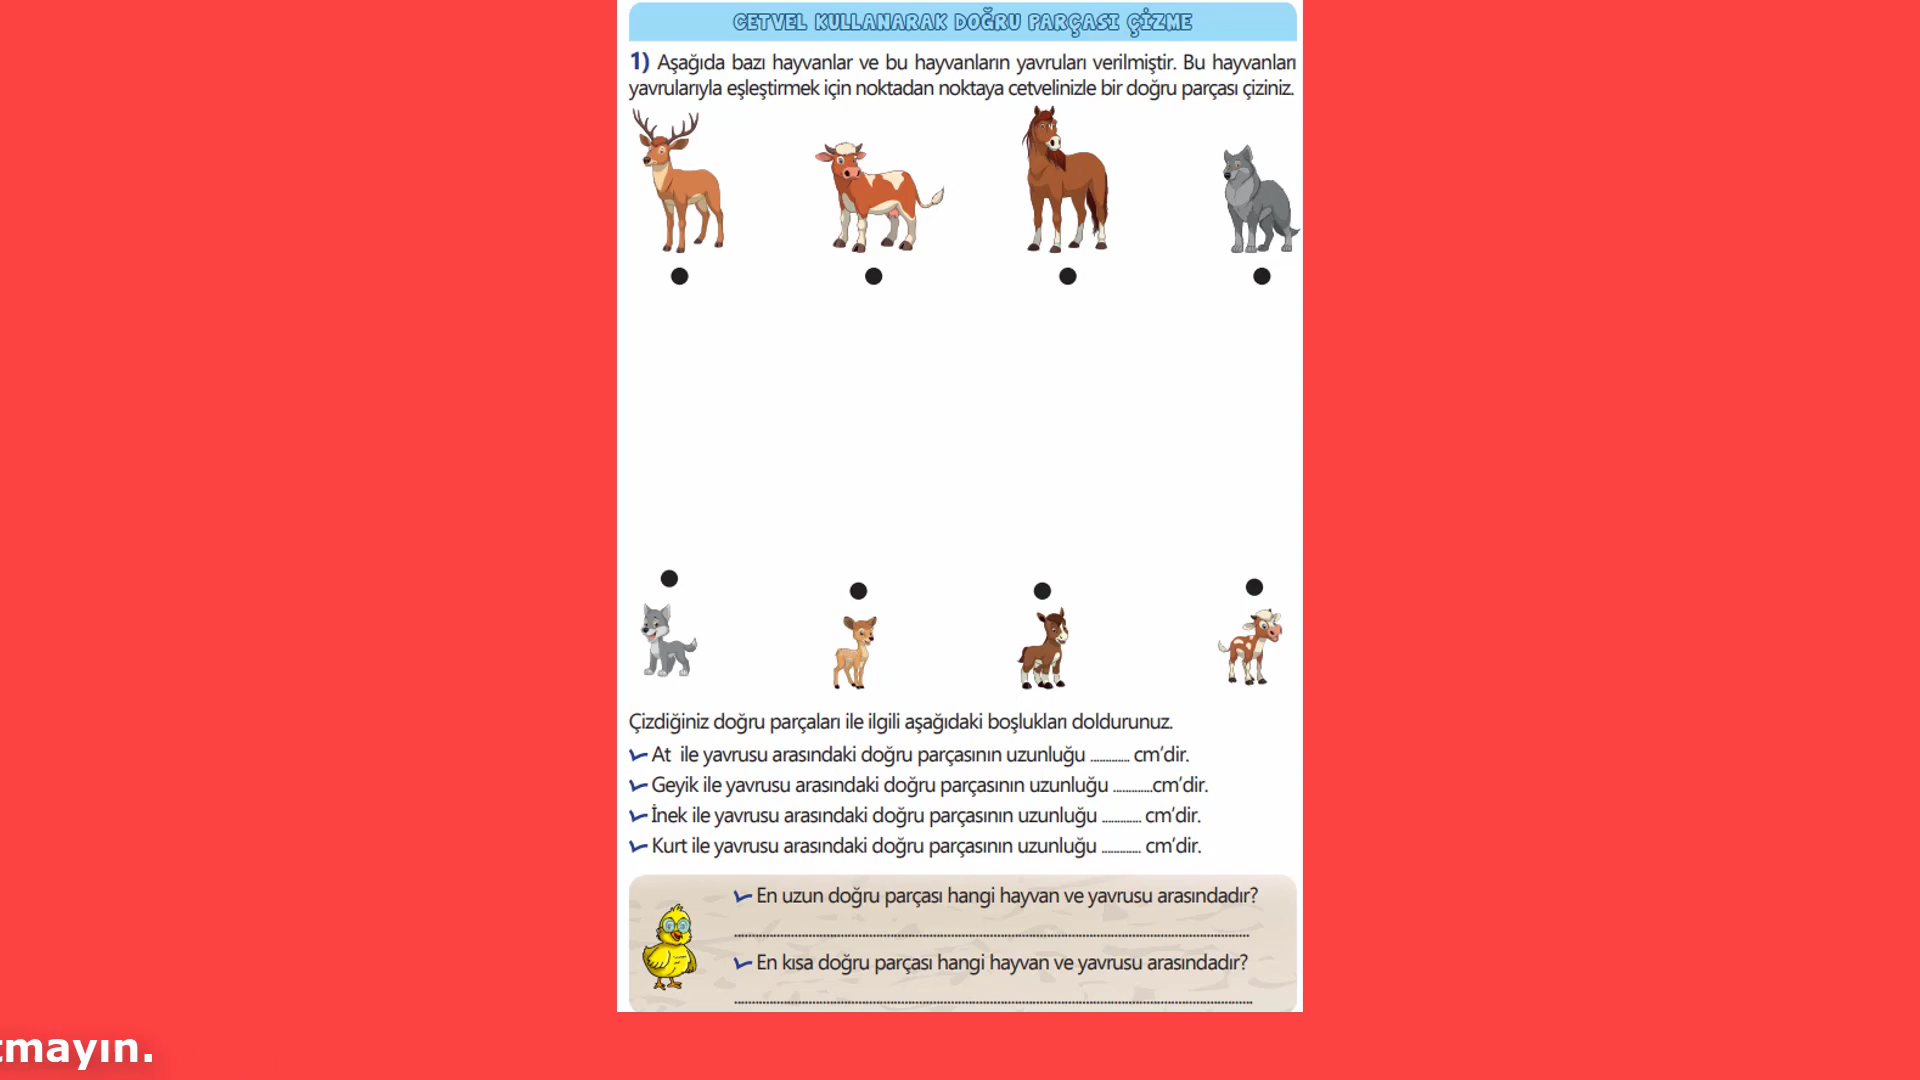 CETVEL KULLANARAK DOĞRU PARÇASI ÇİZME
1) Aşağıda bazı hayvanlar ve bu hayvanların yavruları verilmiştir. Bu hayvanları
yavrularıyla eşleştirmek için noktadan noktaya cetvelinizle bir doğru parçası çiziniz.
Çizdiğiniz doğru parçaları ile ilgili aşağıdaki boşlukları doldurunuz.
At ile yavrusu arasındaki doğru parçasının uzunluğu ............. cm’dir.
Geyik ile yavrusu arasındaki doğru parçasının uzunluğu .............cm’dir.
İnek ile yavrusu arasındaki doğru parçasının uzunluğu ............. cm’dir.
Kurt ile yavrusu arasındaki doğru parçasının uzunluğu ............. cm’dir.
En uzun doğru parçası hangi hayvan ve yavrusu arasındadır?
En kısa doğru parçası hangi hayvan ve yavrusu arasındadır?